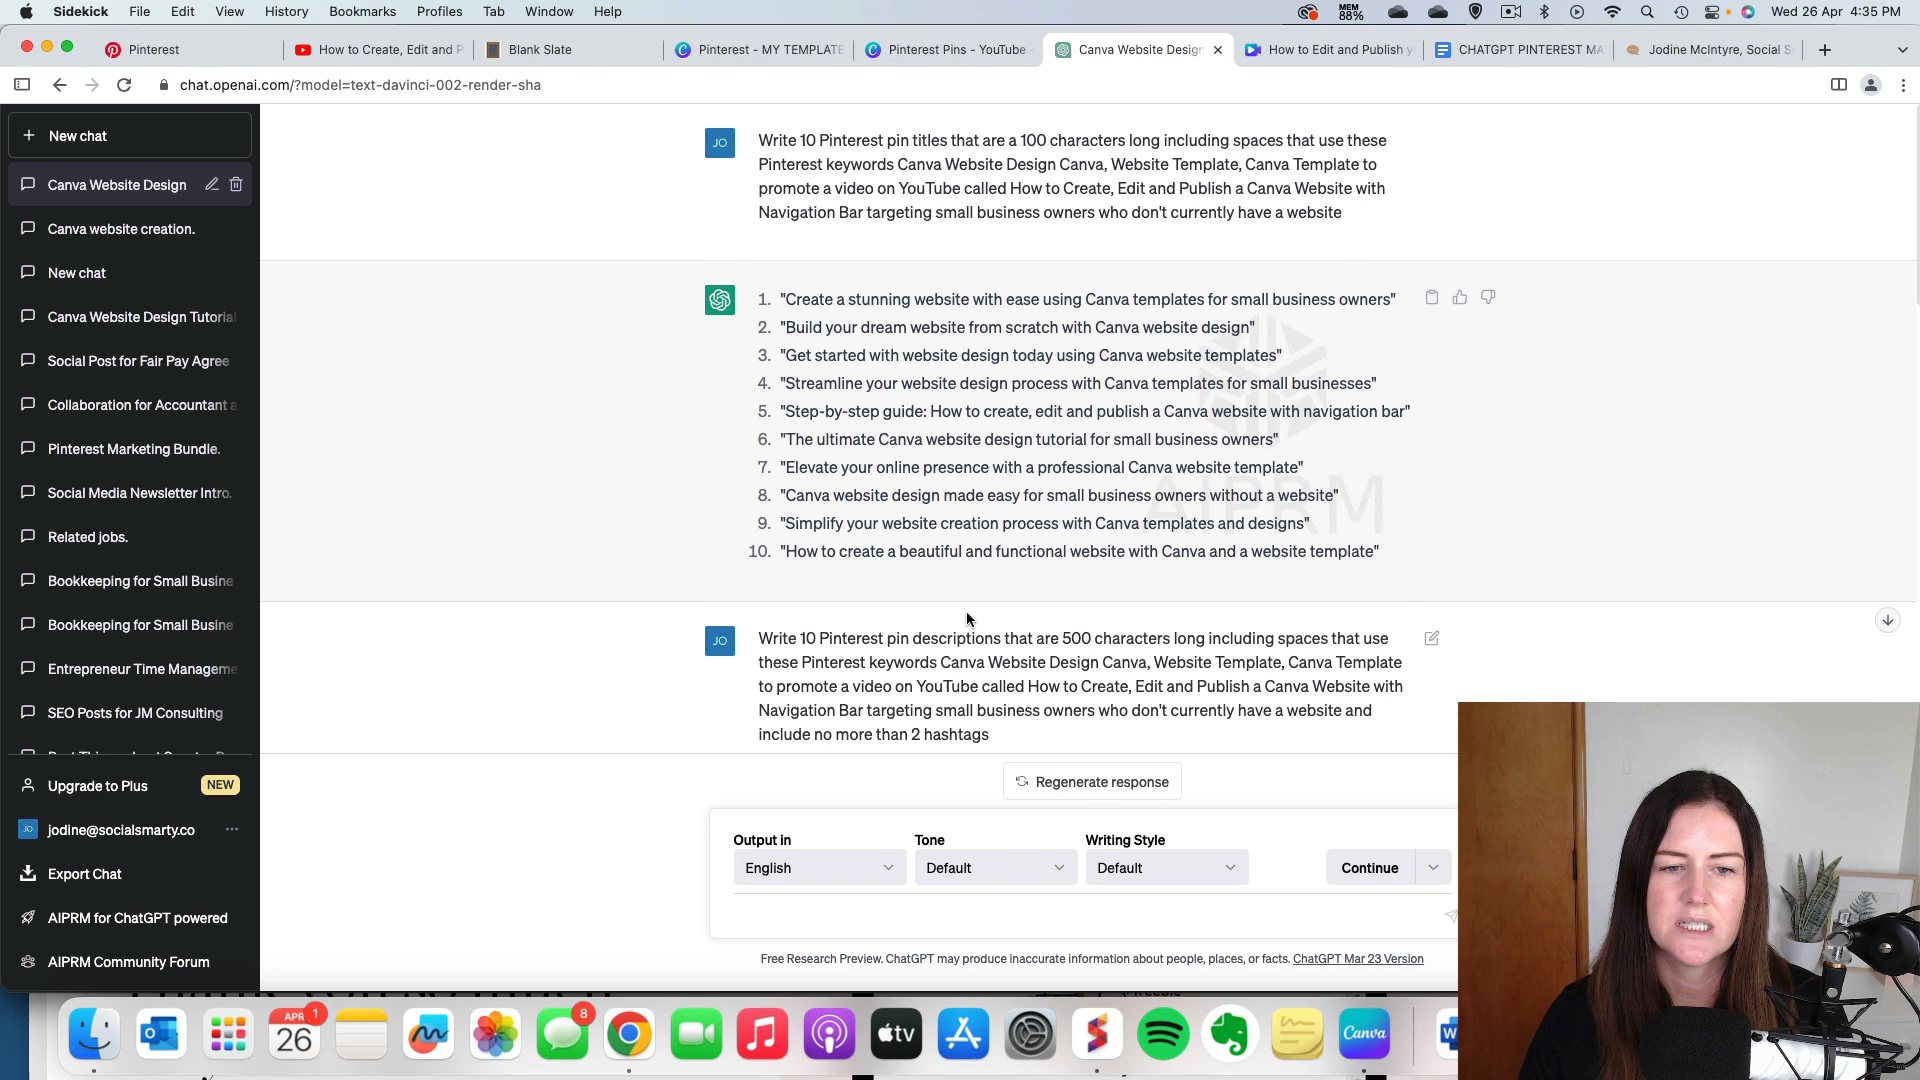 Sidekick File Edit View History Bookmarks Profiles Tab Window Help MEM 88% Wed 26 Apr 4:35 PM
Pinterest How to Create, Edit and P Blank Slate Pinterest - MY TEMPLATE Pinterest Pins - YouTube - Canva Website Design How to Edit and Publish y CHATGPT PINTEREST MA Jodine McIntyre, Social S
chat.openai.com/?model=text-davinci-002-render-sha
New chat
Canva Website Design
Canva website creation.
New chat
Canva Website Design Tutorial
Social Post for Fair Pay Agree
Collaboration for Accountant a
Pinterest Marketing Bundle.
Social Media Newsletter Intro.
Related jobs.
Bookkeeping for Small Busine
Bookkeeping for Small Busine
Entrepreneur Time Manageme
SEO Posts for JM Consulting
Upgrade to Plus NEW
JO jodine@socialsmarty.co
Export Chat
AIPRM for ChatGPT powered
AIPRM Community Forum
JO Write 10 Pinterest pin titles that are a 100 characters long including spaces that use these
Pinterest keywords Canva Website Design Canva, Website Template, Canva Template to
promote a video on YouTube called How to Create, Edit and Publish a Canva Website with
Navigation Bar targeting small business owners who don't currently have a website
1. "Create a stunning website with ease using Canva templates for small business owners"
2. "Build your dream website from scratch with Canva website design"
3. "Get started with website design today using Canva website templates"
4. "Streamline your website design process with Canva templates for small businesses"
5. "Step-by-step guide: How to create, edit and publish a Canva website with navigation bar"
6. "The ultimate Canva website design tutorial for small business owners"
7. "Elevate your online presence with a professional Canva website template"
8. "Canva website design made easy for small business owners without a website"
9. "Simplify your website creation process with Canva templates and designs"
10. "How to create a beautiful and functional website with Canva and a website template"
AIPRM
JO Write 10 Pinterest pin descriptions that are 500 characters long including spaces that use
these Pinterest keywords Canva Website Design Canva, Website Template, Canva Template
to promote a video on YouTube called How to Create, Edit and Publish a Canva Website with
Navigation Bar targeting small business owners who don't currently have a website and
include no more than 2 hashtags
Regenerate response
Output in Tone Writing Style
English Default Default Continue
Free Research Preview. ChatGPT may produce inaccurate information about people, places, or facts. ChatGPT Mar 23 Version
APR 1 26 8 tv Canva W